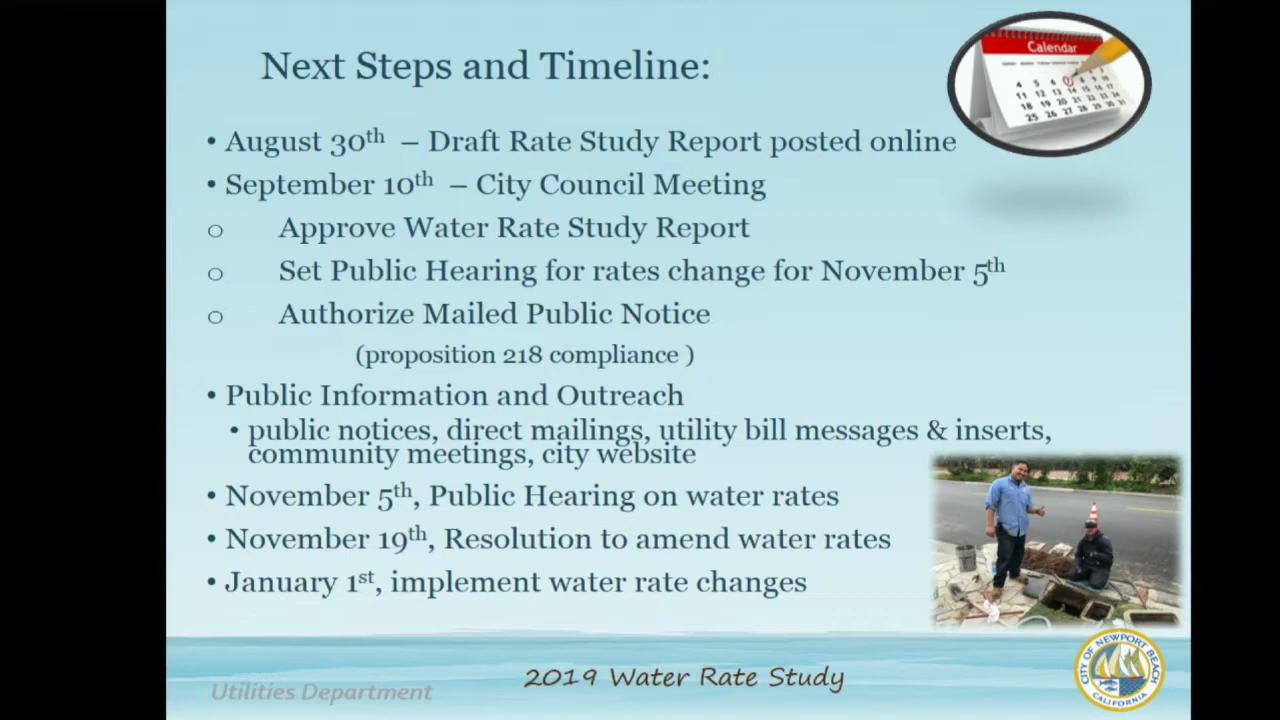 Next Steps and Timeline:
Calendar
• August 30th – Draft Rate Study Report posted online
• September 10th – City Council Meeting
o Approve Water Rate Study Report
o Set Public Hearing for rates change for November 5th
o Authorize Mailed Public Notice
(proposition 218 compliance )
• Public Information and Outreach
• public notices, direct mailings, utility bill messages & inserts,
community meetings, city website
• November 5th, Public Hearing on water rates
• November 19th, Resolution to amend water rates
• January 1st, implement water rate changes
2019 Water Rate Study
Utilities Department
CITY OF NEWPORT BEACH
CALIFORNIA